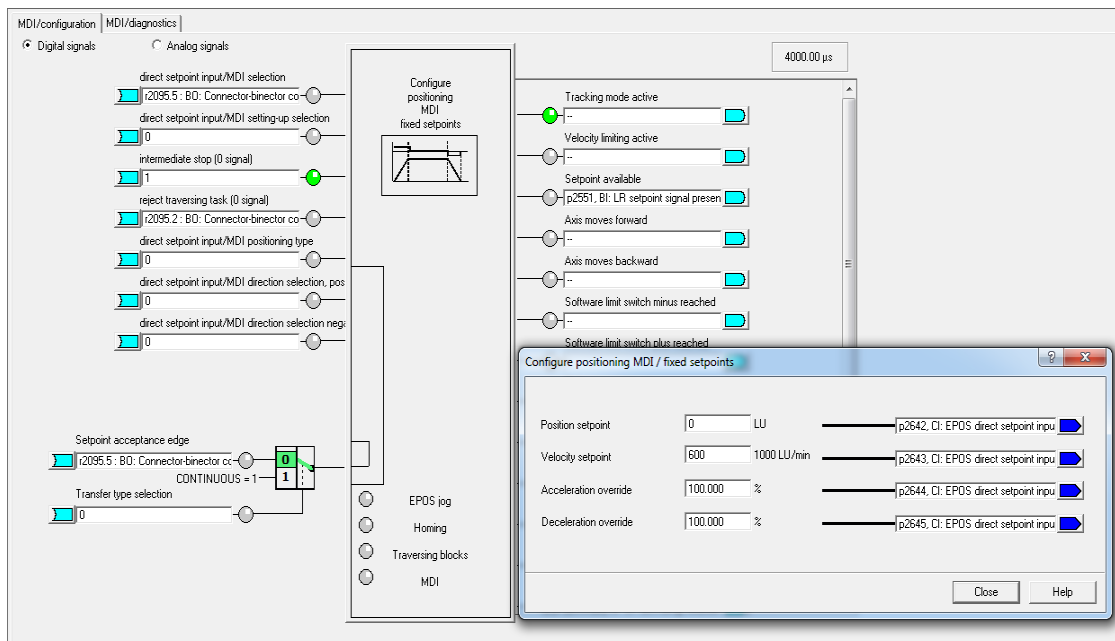 MDI/configuration
MDI/diagnostics
Digital signals
Analog signals
4000.00 µs
direct setpoint input/MDI selection
r2095.5 : BO: Connector-binector co
direct setpoint input/MDI setting-up selection
0
intermediate stop (0 signal)
1
reject traversing task (0 signal)
r2095.2 : BO: Connector-binector co
direct setpoint input/MDI positioning type
0
direct setpoint input/MDI direction selection, pos
0
direct setpoint input/MDI direction selection nega
0
Setpoint acceptance edge
r2095.5 : BO: Connector-binector cc
0
CONTINUOUS = 1
1
Transfer type selection
0
Configure
positioning
MDI
fixed setpoints
EPOS jog
Homing
Traversing blocks
MDI
Tracking mode active
--
Velocity limiting active
--
Setpoint available
p2551, BI: LR setpoint signal presen
Axis moves forward
--
Axis moves backward
--
Software limit switch minus reached
--
Software limit switch plus reached
Configure positioning MDI / fixed setpoints
?
X
Position setpoint
0
LU
p2642, CI: EPOS direct setpoint inpu
Velocity setpoint
600
1000 LU/min
p2643, CI: EPOS direct setpoint inpu
Acceleration override
100.000
%
p2644, CI: EPOS direct setpoint inpu
Deceleration override
100.000
%
p2645, CI: EPOS direct setpoint inpu
Close
Help